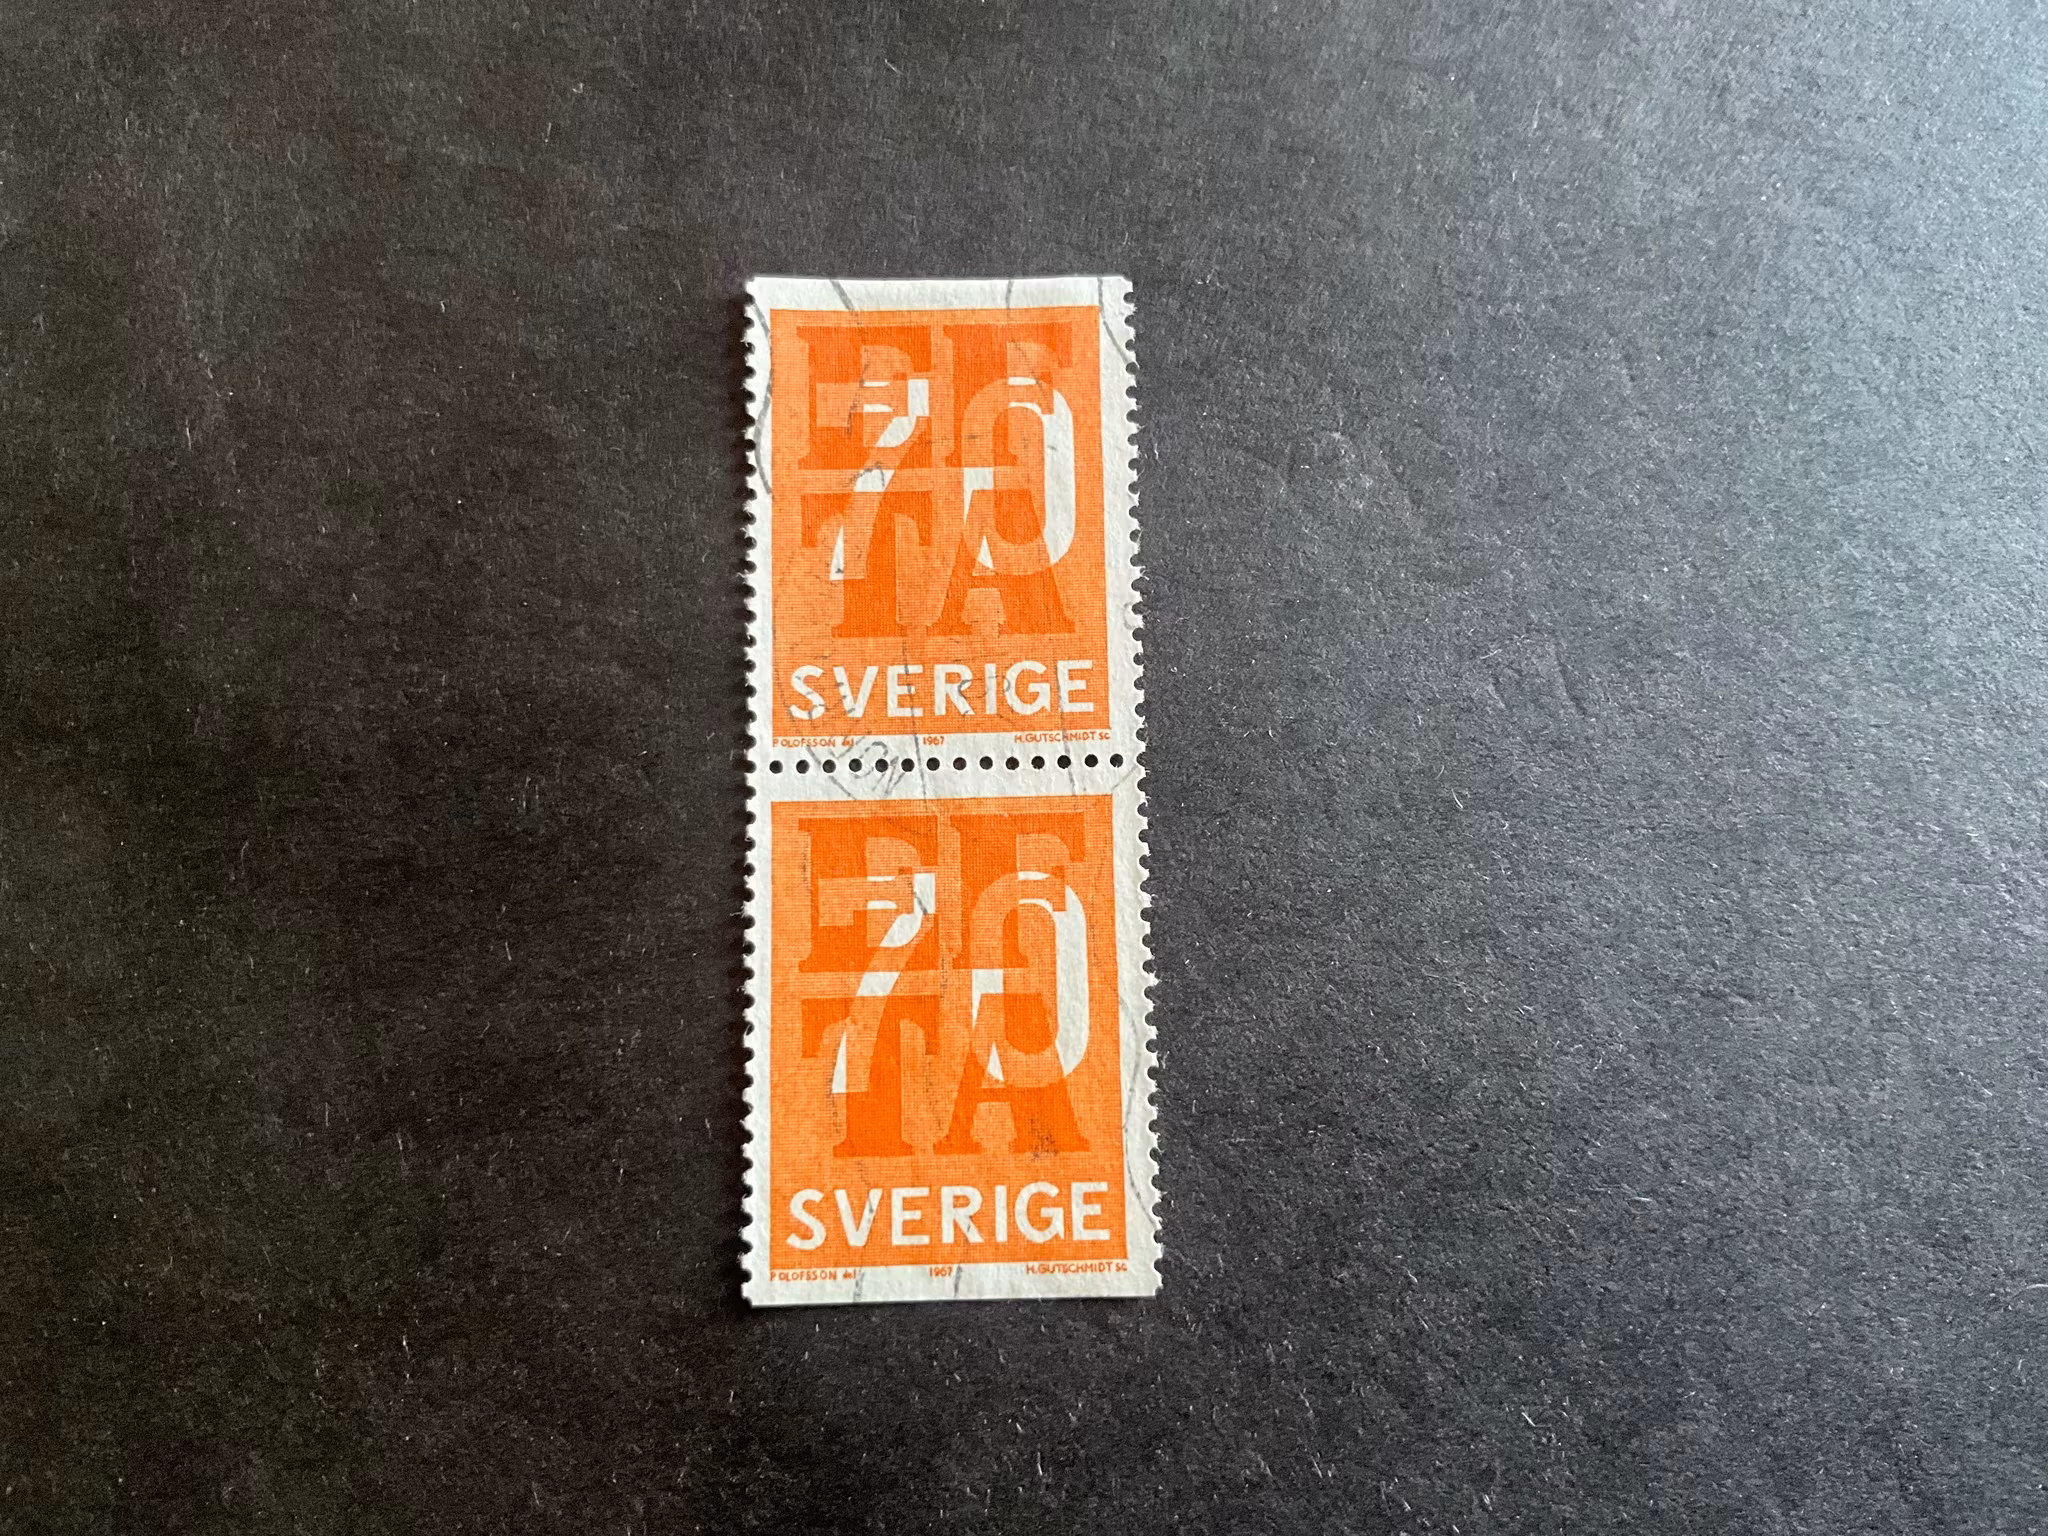 EF
70
TA
SVERIGE
P OLOFSSON del 1967 H.GUTSCHMIDT SC
EF
70
TA
SVERIGE
P OLOFSSON del 1967 H.GUTSCHMIDT SC